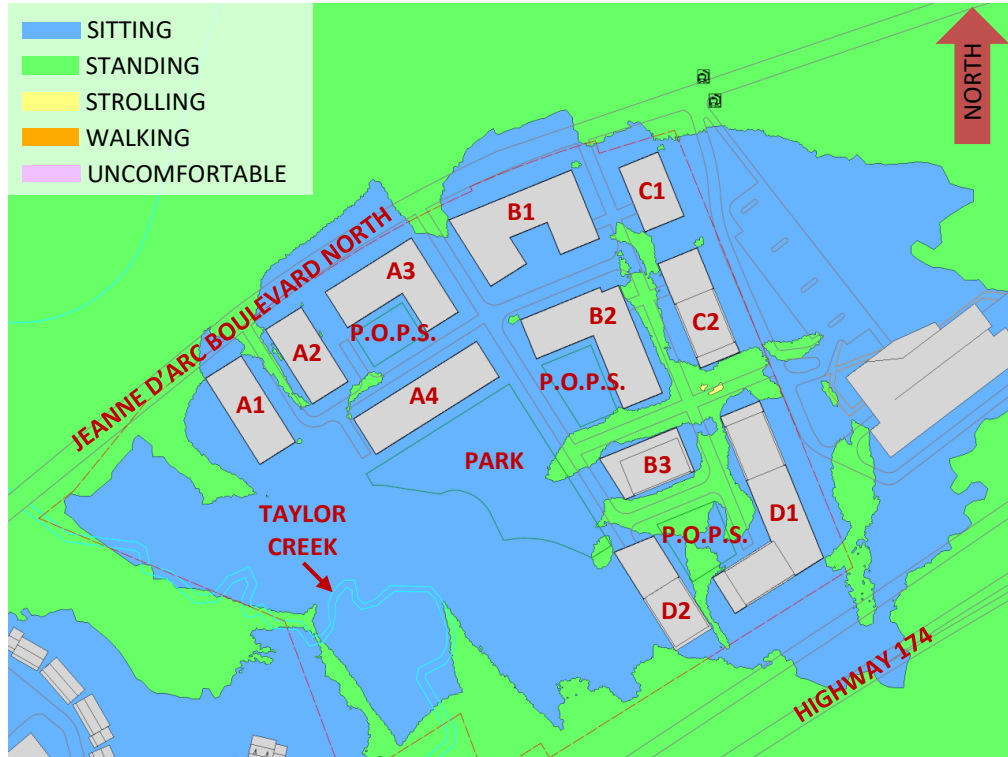 SITTING
STANDING
STROLLING
WALKING
UNCOMFORTABLE
NORTH
JEANNE D'ARC BOULEVARD NORTH
C1
B1
A3
C2
B2
P.O.P.S.
A2
P.O.P.S.
A1
A4
PARK
B3
TAYLOR
CREEK
P.O.P.S.
D1
D2
HIGHWAY 174